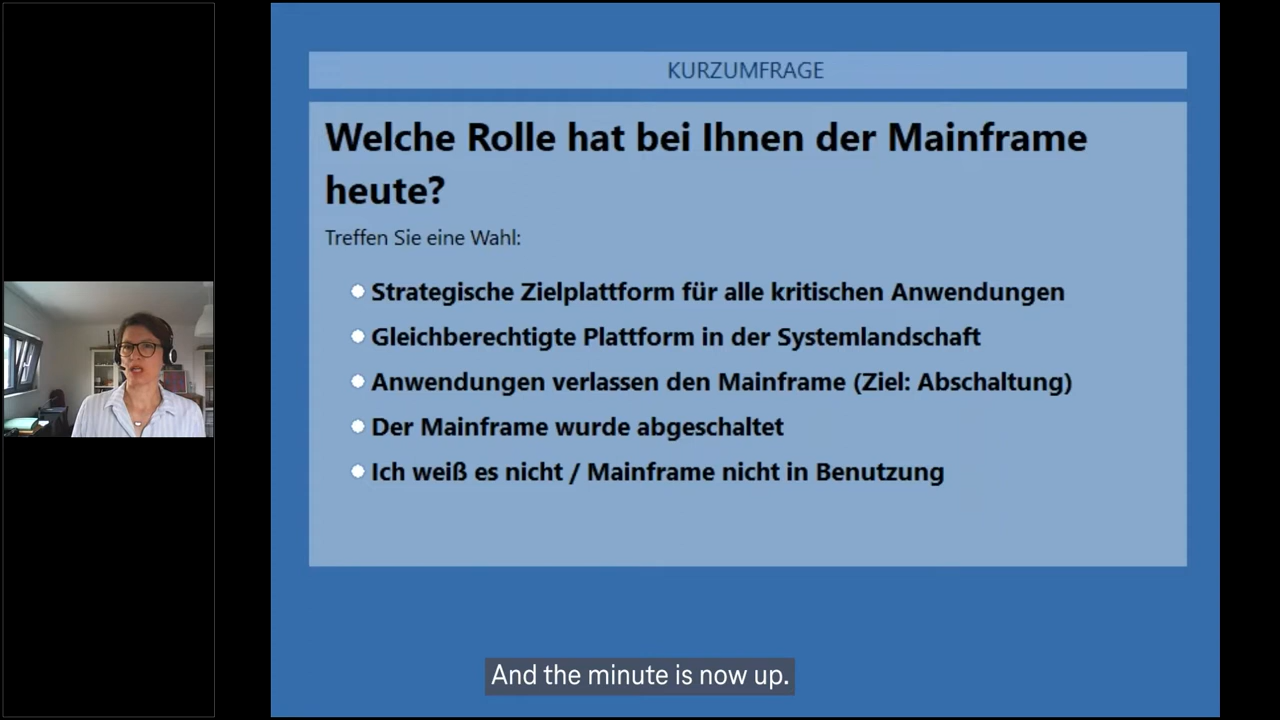 KURZUMFRAGE
Welche Rolle hat bei Ihnen der Mainframe
heute?
Treffen Sie eine Wahl:
Strategische Zielplattform für alle kritischen Anwendungen
Gleichberechtigte Plattform in der Systemlandschaft
Anwendungen verlassen den Mainframe (Ziel: Abschaltung)
Der Mainframe wurde abgeschaltet
Ich weiß es nicht / Mainframe nicht in Benutzung
And the minute is now up.